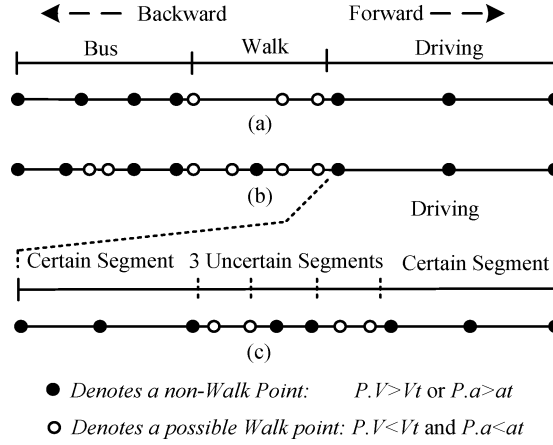 Backward Forward
Bus Walk Driving
(a)
(b)
Driving
Certain Segment 3 Uncertain Segments Certain Segment
(c)
Denotes a non-Walk Point: P.V>Vt or P.a>at
Denotes a possible Walk point: P.V<Vt and P.a<at